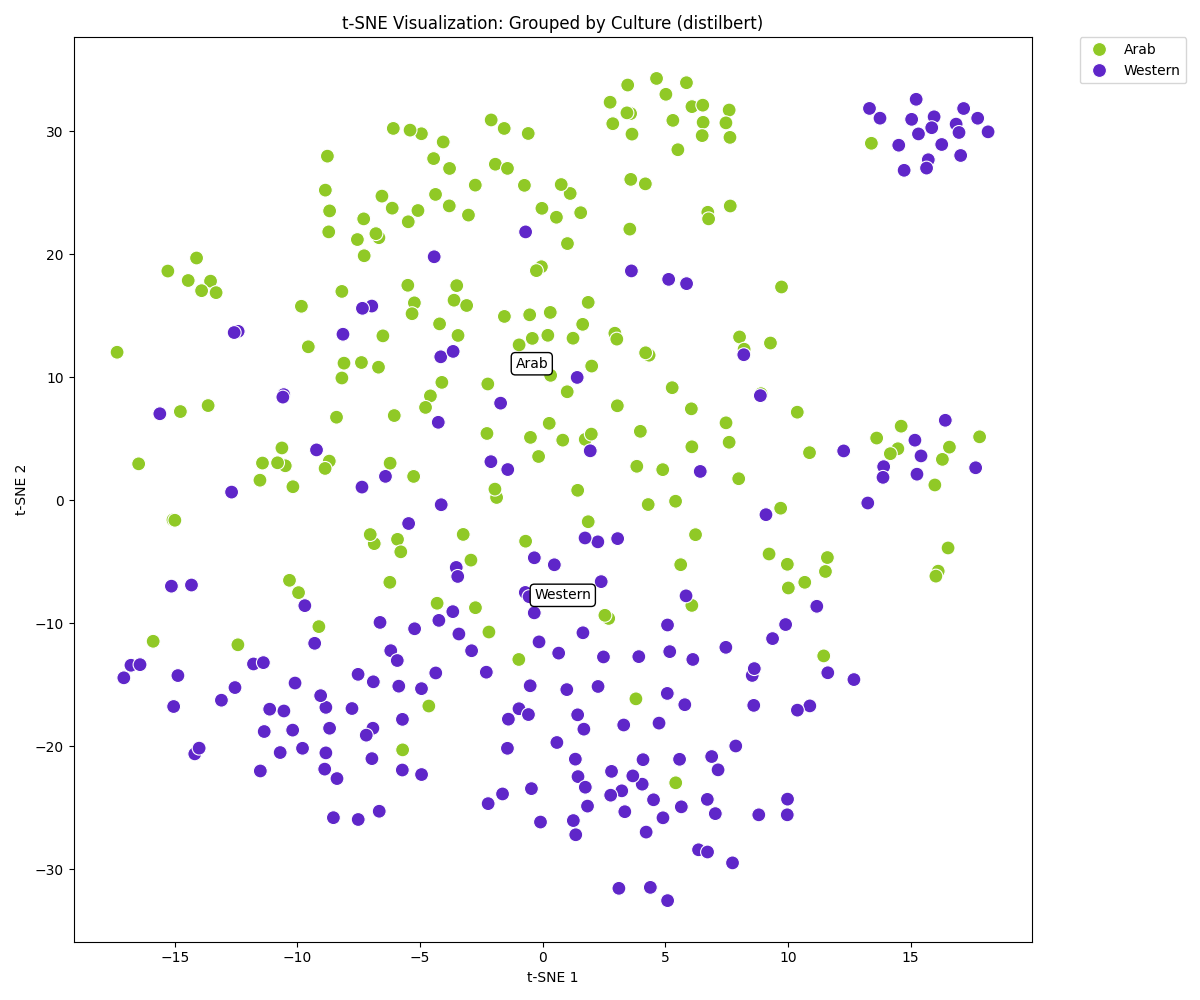 t-SNE Visualization: Grouped by Culture (distilbert)
Arab
Western
30
20
10
0
−10
−20
−30
t-SNE 2
Arab
Western
−15
−10
−5
0
5
10
15
t-SNE 1